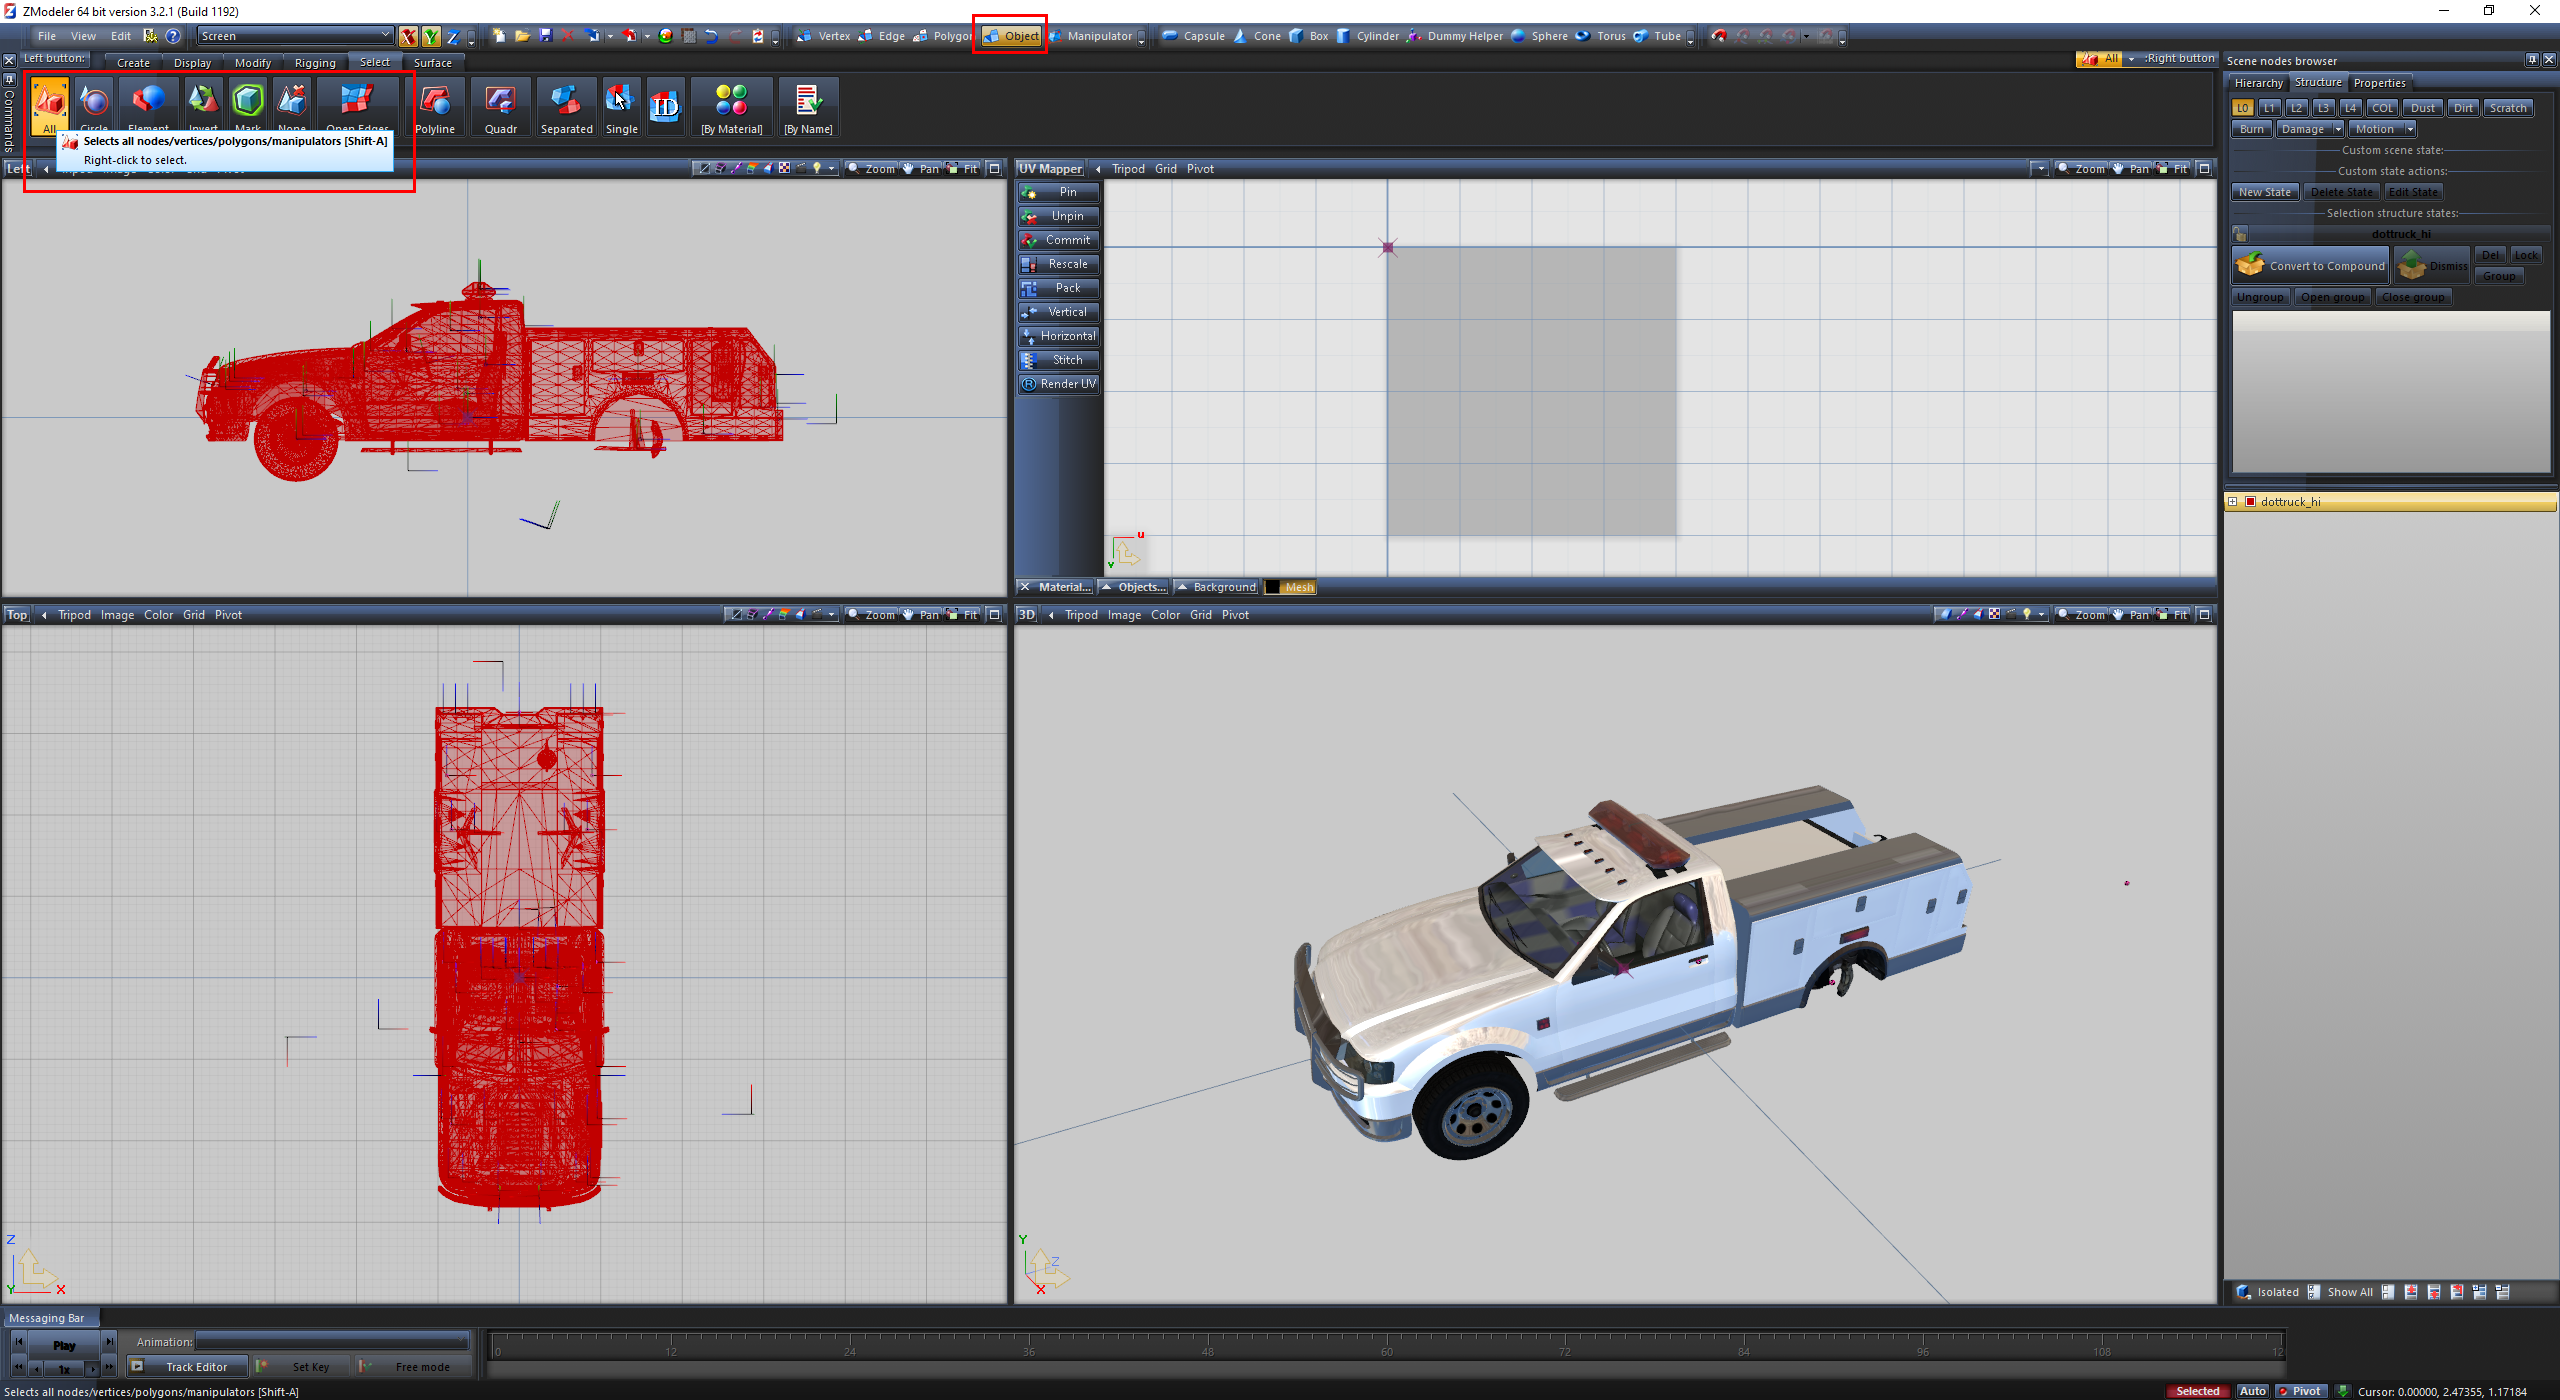 ZModeler 64 bit version 3.2.1 (Build 1192)
File View Edit Screen X Y Z Vertex Edge Polygon Object Manipulator Capsule Cone Box Cylinder Dummy Helper Sphere Torus Tube
Left button: Create Display Modify Rigging Select Surface All :Right button
Commands
All Circle Element Invert Mark None Open Edges Polyline Quadr Separated Single ID [By Material] [By Name]
Selects all nodes/vertices/polygons/manipulators [Shift-A]
Right-click to select.
Left Zoom Pan Fit
UV Mapper Tripod Grid Pivot Zoom Pan Fit
Pin
Unpin
Commit
Rescale
Pack
Vertical
Horizontal
Stitch
Render UV
u
v
Material... Objects... Background Mesh
Top Tripod Image Color Grid Pivot Zoom Pan Fit
Z
Y X
3D Tripod Image Color Grid Pivot Zoom Pan Fit
Y
Z
X
Scene nodes browser
Hierarchy Structure Properties
L0 L1 L2 L3 L4 COL Dust Dirt Scratch
Burn Damage Motion
Custom scene state:
Custom state actions:
New State Delete State Edit State
Selection structure states:
dottruck_hi
Convert to Compound Dismiss Del Lock
Group
Ungroup Open group Close group
dottruck_hi
Isolated Show All
Messaging Bar
Play Animation:
1x Track Editor Set Key Free mode
0 12 24 36 48 60 72 84 96 108 12
Selects all nodes/vertices/polygons/manipulators [Shift-A] Selected Auto Pivot Cursor: 0.00000, 2.47355, 1.17184